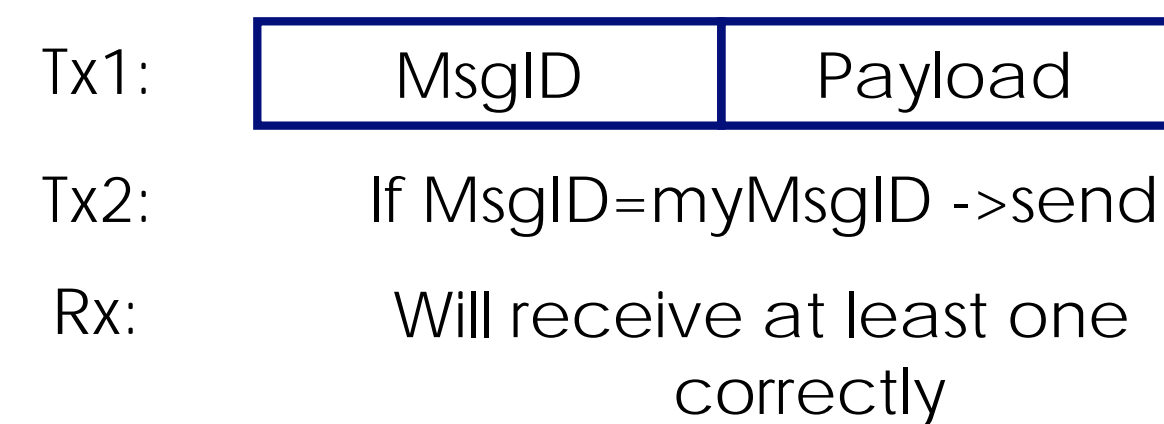 Tx1: MsgID Payload
Tx2: If MsgID=myMsgID ->send
Rx: Will receive at least one
correctly